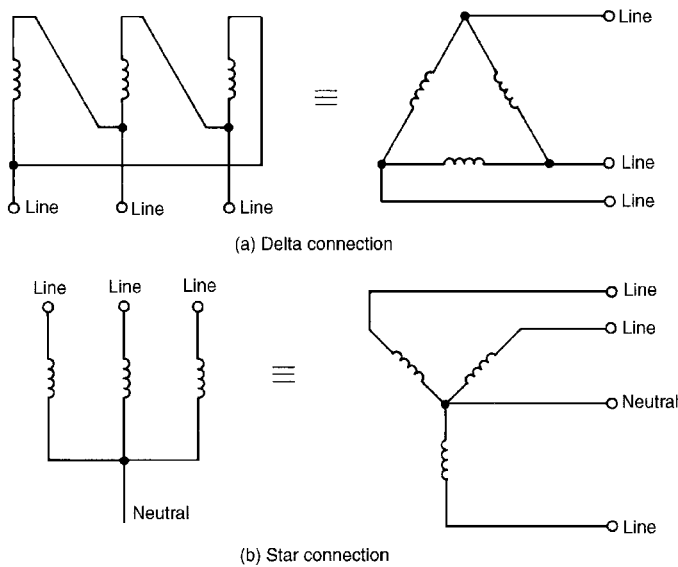 Line
Line
Line
Line Line Line
(a) Delta connection
Line Line Line
Line
Line
Neutral
Neutral
Line
(b) Star connection